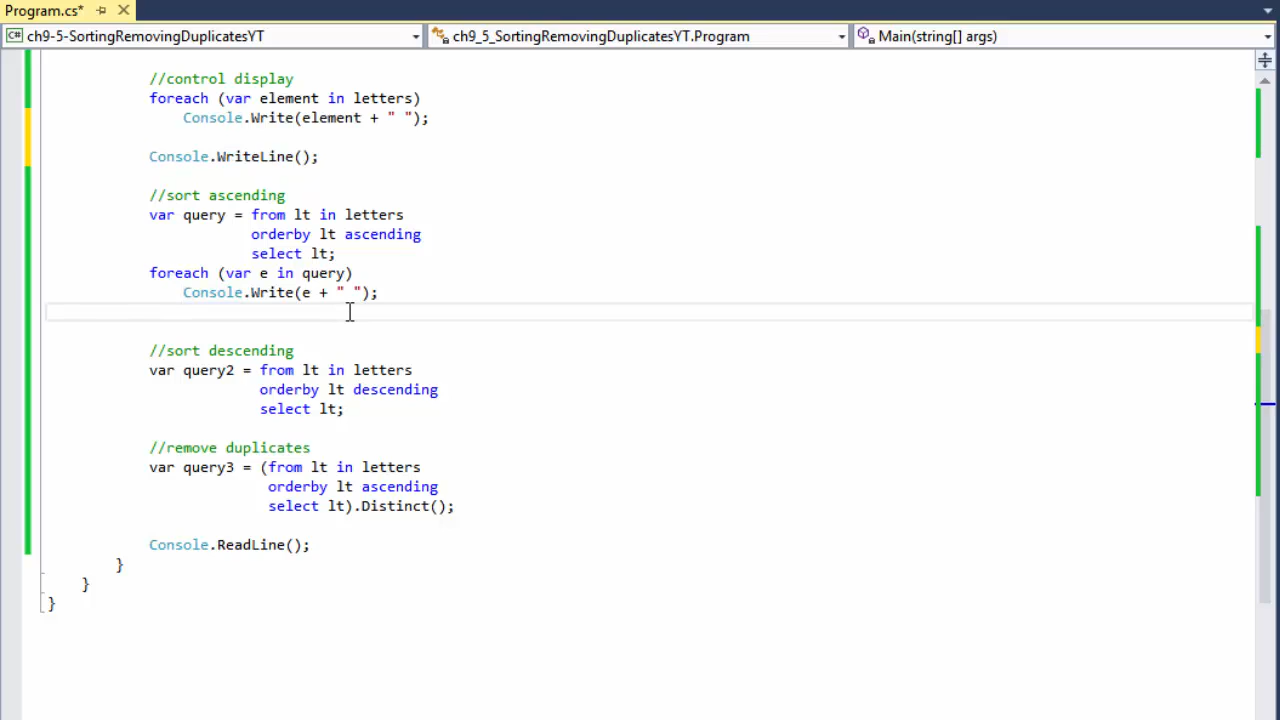 Program.cs*
ch9-5-SortingRemovingDuplicatesYT ch9_5_SortingRemovingDuplicatesYT.Program Main(string[] args)
//control display
foreach (var element in letters)
Console.Write(element + " ");
Console.WriteLine();
//sort ascending
var query = from lt in letters
orderby lt ascending
select lt;
foreach (var e in query)
Console.Write(e + " ");
//sort descending
var query2 = from lt in letters
orderby lt descending
select lt;
//remove duplicates
var query3 = (from lt in letters
orderby lt ascending
select lt).Distinct();
Console.ReadLine();
}
}
}